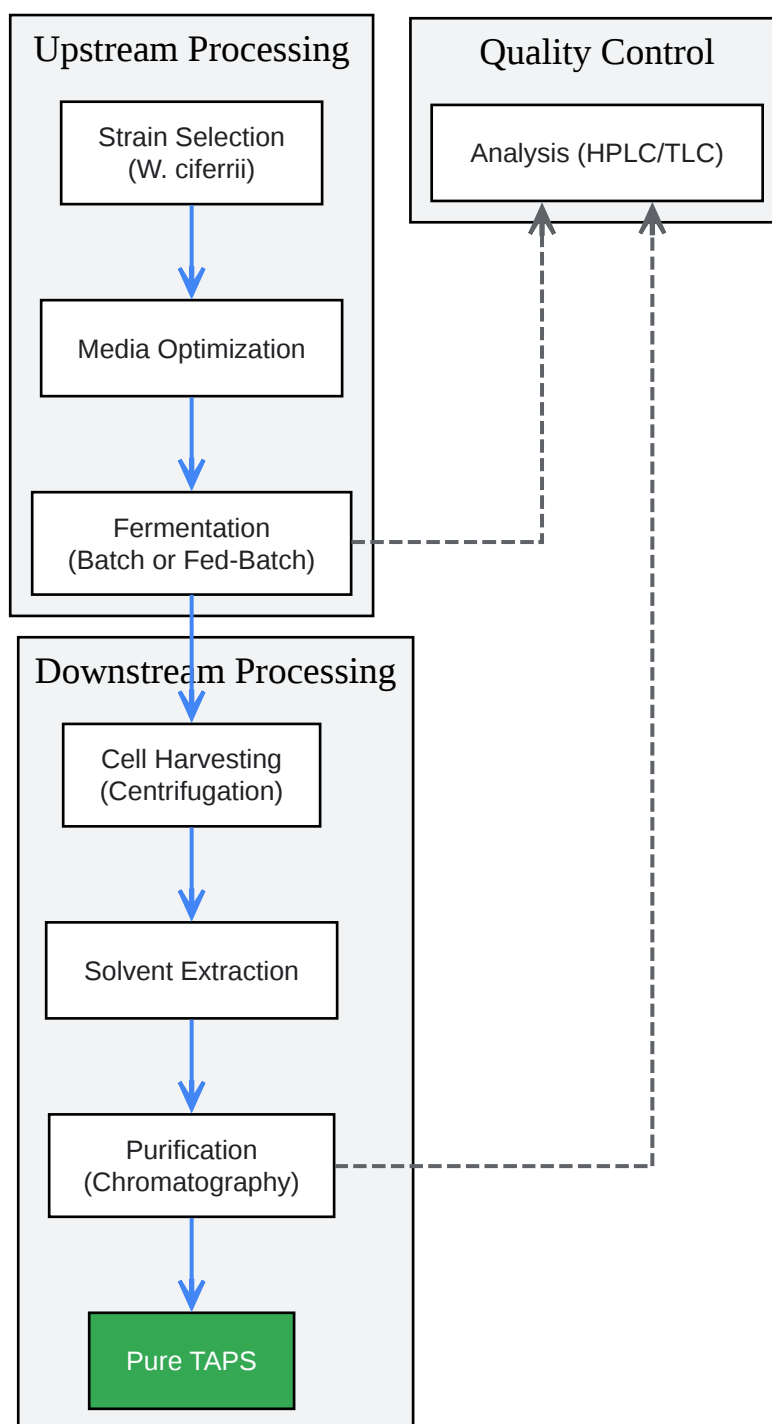 Upstream Processing
Strain Selection
(W. ciferrii)
Media Optimization
Fermentation
(Batch or Fed-Batch)
Downstream Processing
Cell Harvesting
(Centrifugation)
Solvent Extraction
Purification
(Chromatography)
Pure TAPS
Quality Control
Analysis (HPLC/TLC)